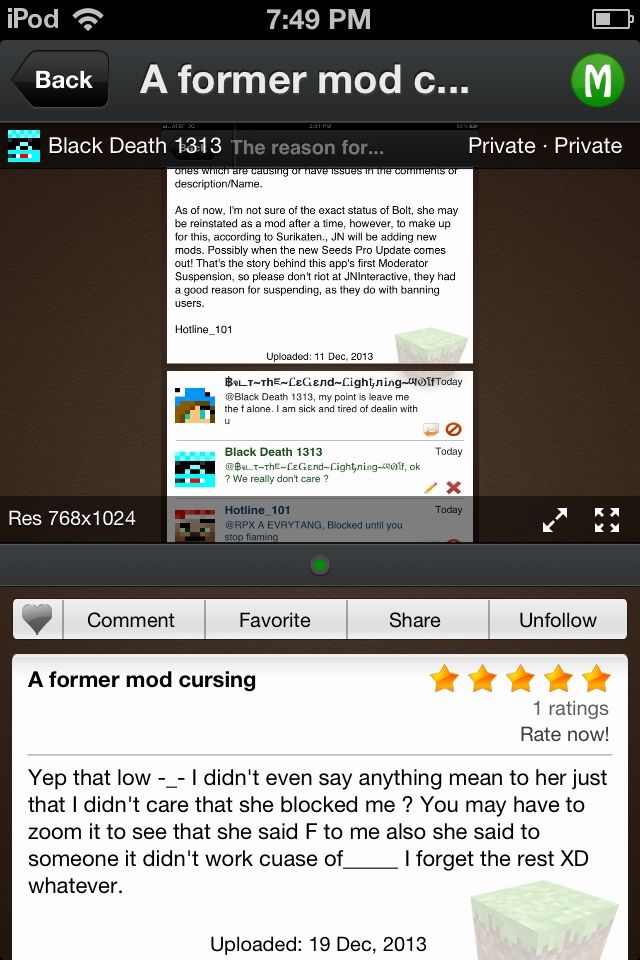 iPod 7:49 PM
Back A former mod c... M
Black Death 1313 The reason for... Private · Private
ones which are causing or have issues in the comments or
description/Name.
As of now, I'm not sure of the exact status of Bolt, she may
be reinstated as a mod after a time, however, to make up
for this, according to Surikaten., JN will be adding new
mods. Possibly when the new Seeds Pro Update comes
out! That's the story behind this app's first Moderator
Suspension, so please don't riot at JNInteractive, they had
a good reason for suspending, as they do with banning
users.
Hotline_101
Uploaded: 11 Dec, 2013
Today
@Black Death 1313, my point is leave me
the f alone. I am sick and tired of dealin with
u
Black Death 1313 Today
ok
? We really don't care ?
Hotline_101 Today
@RPX A EVRYTANG, Blocked until you
stop flaming
Res 768x1024
Comment Favorite Share Unfollow
A former mod cursing
1 ratings
Rate now!
Yep that low -_- I didn't even say anything mean to her just
that I didn't care that she blocked me ? You may have to
zoom it to see that she said F to me also she said to
someone it didn't work cuase of_____ I forget the rest XD
whatever.
Uploaded: 19 Dec, 2013